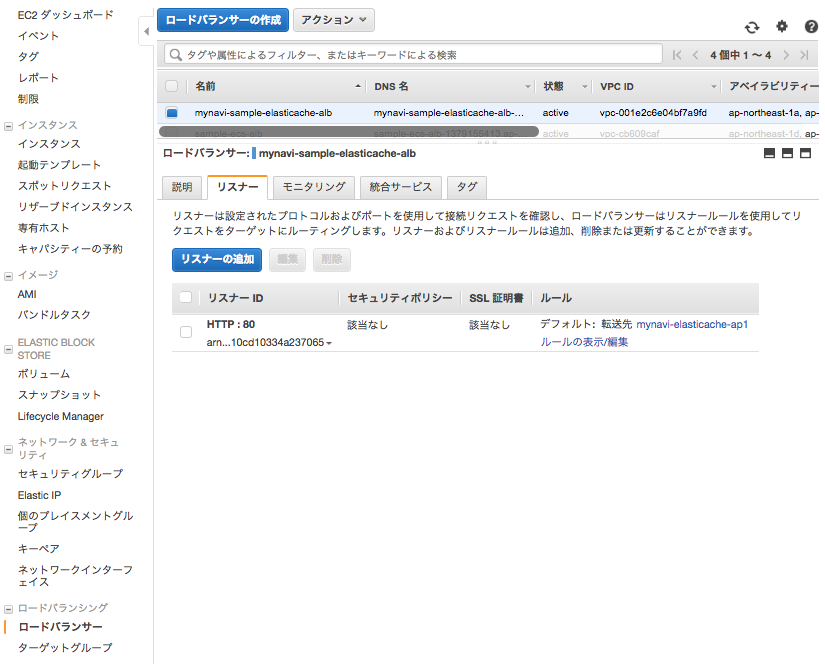 EC2 ダッシュボード
イベント
タグ
レポート
制限
インスタンス
インスタンス
起動テンプレート
スポットリクエスト
リザーブドインスタンス
専有ホスト
キャパシティーの予約
イメージ
AMI
バンドルタスク
ELASTIC BLOCK
STORE
ボリューム
スナップショット
Lifecycle Manager
ネットワーク & セキュ
リティ
セキュリティグループ
Elastic IP
個のプレイスメントグル
ープ
キーペア
ネットワークインターフ
ェイス
ロードバランシング
ロードバランサー
ターゲットグループ
ロードバランサーの作成 アクション
タグや属性によるフィルター、またはキーワードによる検索 4 個中 1 〜 4
名前 DNS 名 状態 VPC ID アベイラビリティー
mynavi-sample-elasticache-alb mynavi-sample-elasticache-alb-... active vpc-001e2c6e04bf7a9fd ap-northeast-1a, ap-
sample-ecs-alb sample-ecs-alb-1379155413.ap-... active vpc-cb609caf ap-northeast-1d, ap-
ロードバランサー: mynavi-sample-elasticache-alb
説明 リスナー モニタリング 統合サービス タグ
リスナーは設定されたプロトコルおよびポートを使用して接続リクエストを確認し、ロードバランサーはリスナールールを使用してリ
クエストをターゲットにルーティングします。リスナーおよびリスナールールは追加、削除または更新することができます。
リスナーの追加 編集 削除
リスナー ID セキュリティポリシー SSL 証明書 ルール
HTTP : 80 該当なし 該当なし デフォルト: 転送先 mynavi-elasticache-ap1
arn...10cd10334a237065 ルールの表示/編集